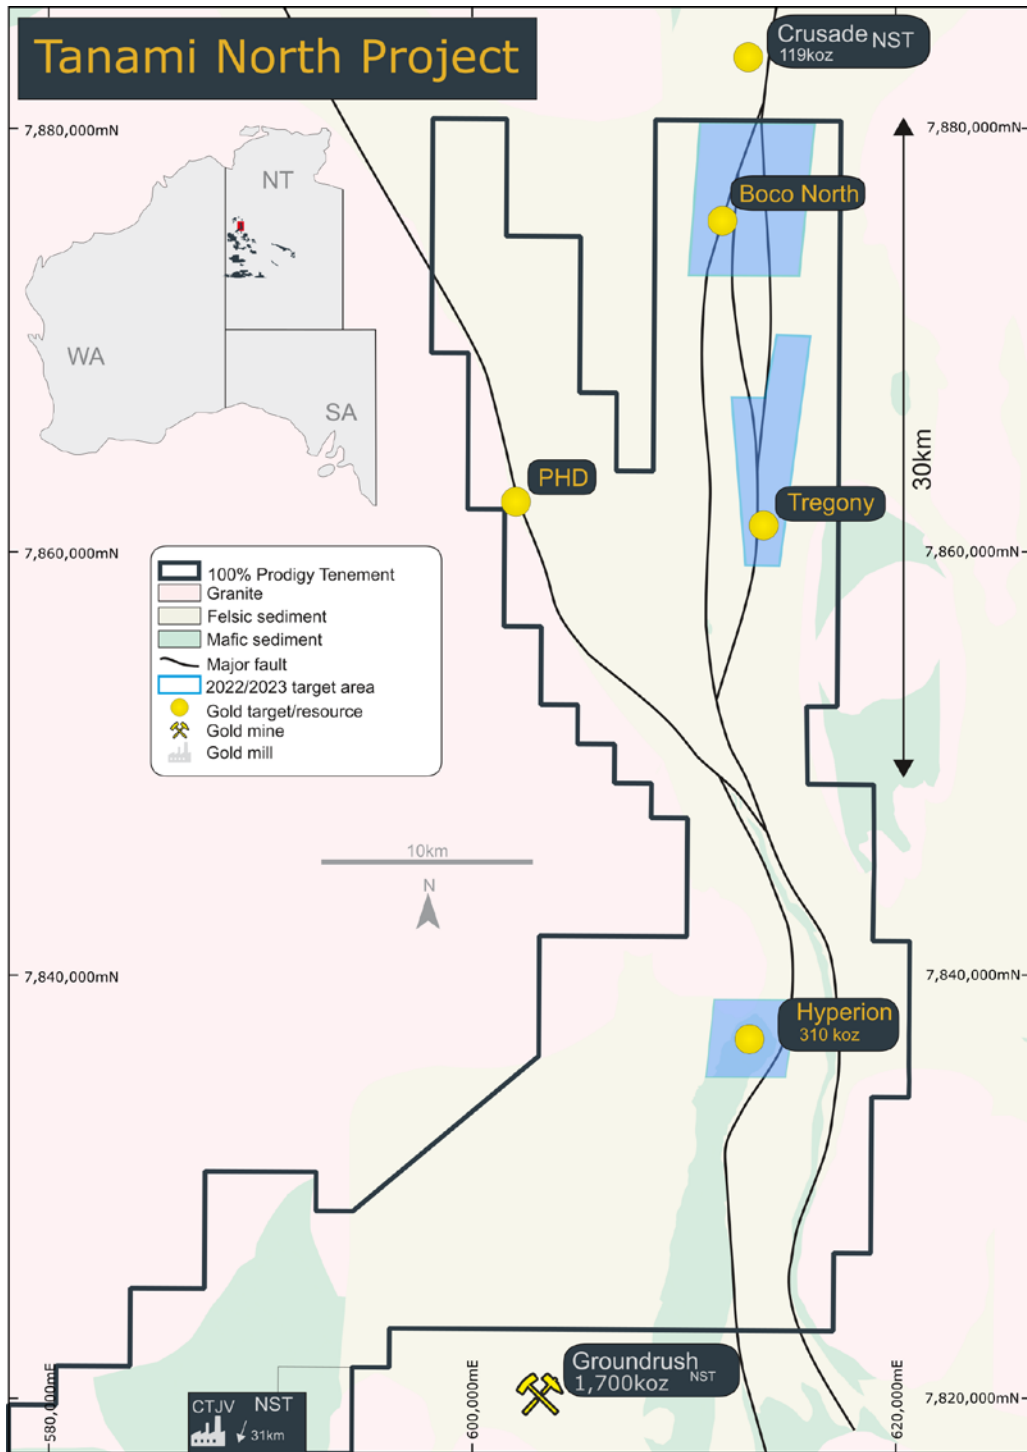 Tanami North Project
Crusade NST
119koz
7,880,000mN
7,880,000mN
NT
WA
SA
Boco North
30km
PHD
Tregony
7,860,000mN
100% Prodigy Tenement
Granite
Felsic sediment
Mafic sediment
Major fault
2022/2023 target area
Gold target/resource
Gold mine
Gold mill
10km
N
7,840,000mN
7,840,000mN
Hyperion
310 koz
Groundrush
1,700koz NST
CTJV NST
31km
580,000mE
600,000mE
620,000mE
7,820,000mN